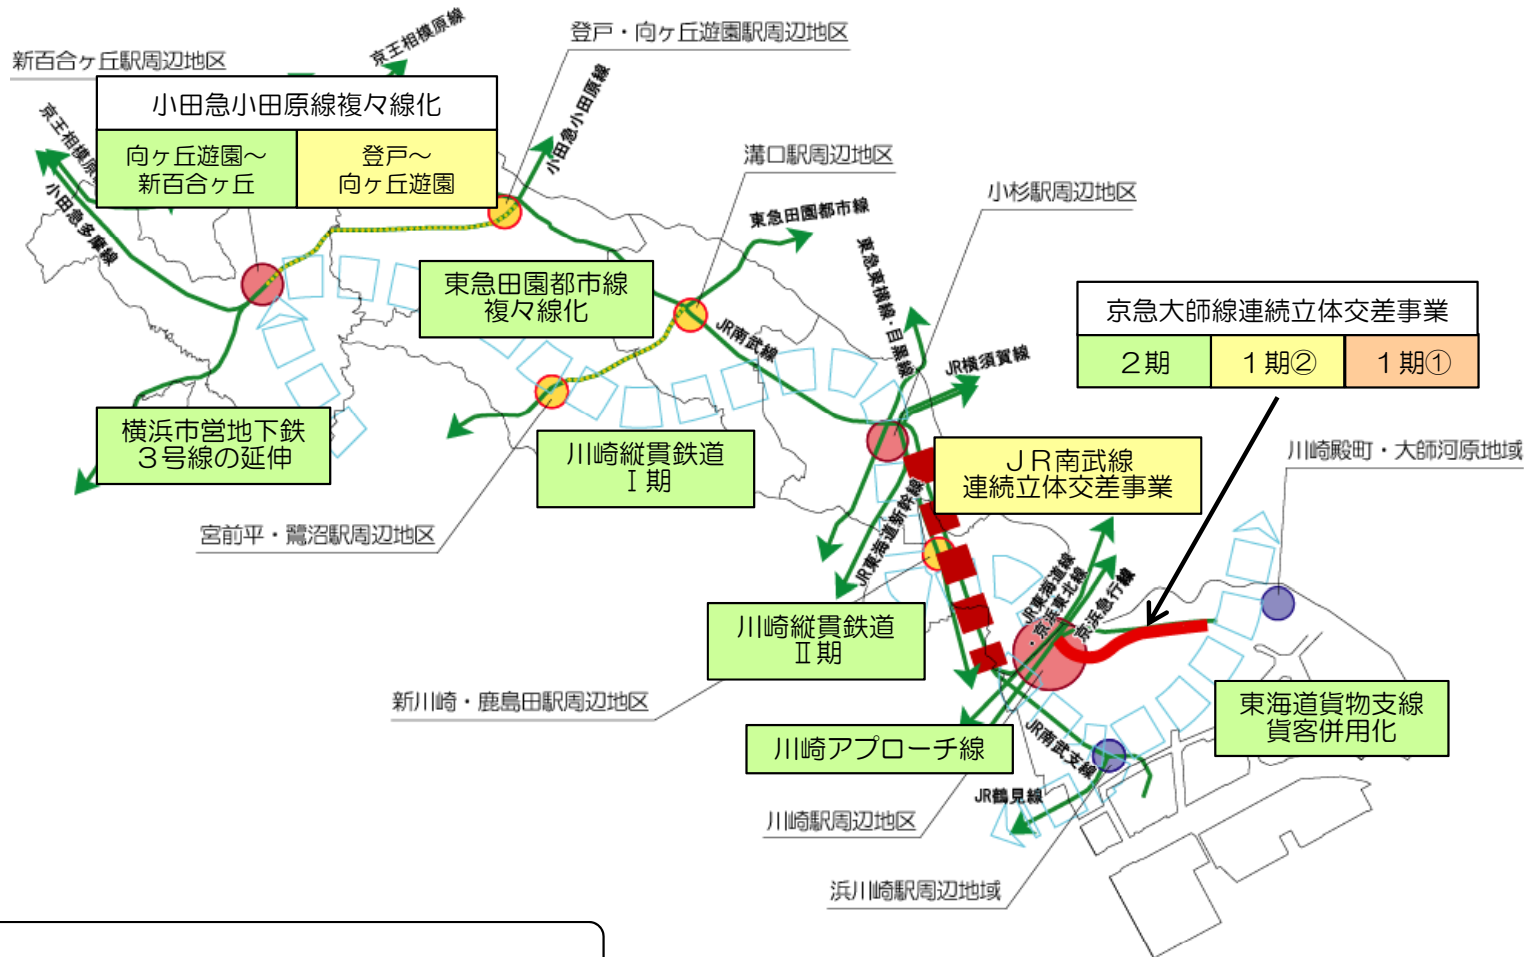 登戸・向ヶ丘遊園駅周辺地区
京王相模原線
新百合ヶ丘駅周辺地区
小田急小田原線複々線化
向ヶ丘遊園～
新百合ヶ丘
登戸～
向ヶ丘遊園
京王相模原
小田急多摩線
小田急小田原線
溝口駅周辺地区
東急田園都市線
小杉駅周辺地区
東急東横線・目黒線
東急田園都市線
複々線化
JR南武線
JR横須賀線
京急大師線連続立体交差事業
２期
１期②
１期①
横浜市営地下鉄
３号線の延伸
川崎縦貫鉄道
Ⅰ期
ＪＲ南武線
連続立体交差事業
川崎殿町・大師河原地域
宮前平・鷺沼駅周辺地区
JR東海道新幹線
JR東海道線
・京浜東北線
京浜急行線
川崎縦貫鉄道
Ⅱ期
新川崎・鹿島田駅周辺地区
東海道貨物支線
貨客併用化
川崎アプローチ線
JR南武支線
JR鶴見線
川崎駅周辺地区
浜川崎駅周辺地域